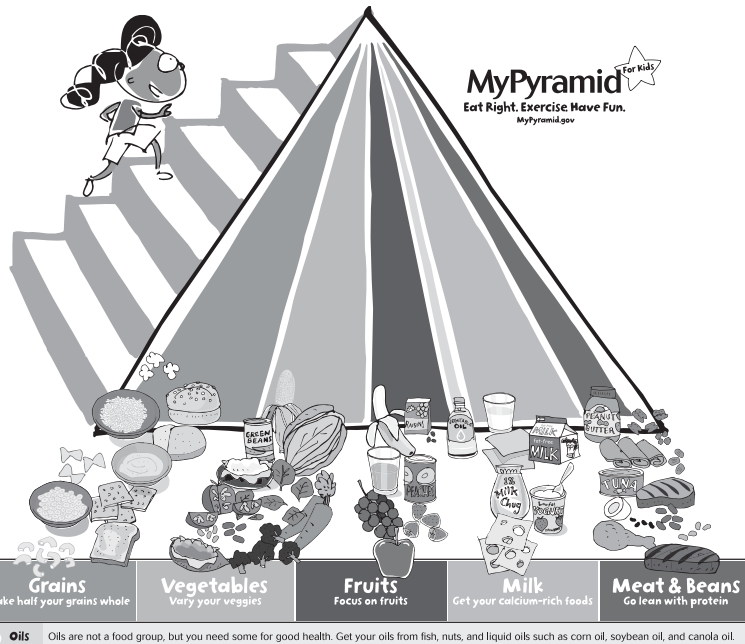 MyPyramid
For Kids
Eat Right. Exercise. Have Fun.
MyPyramid.gov
GREEN
BEANS
RAISINS
VEGETABLE
OIL
MILK
fat-free
MILK
PEANUT
BUTTER
PEACHES
1%
Milk
Chug
YOGURT
TUNA
Grains
ake half your grains whole
Vegetables
Vary your veggies
Fruits
Focus on fruits
Milk
Get your calcium-rich foods
Meat & Beans
Go lean with protein
Oils Oils are not a food group, but you need some for good health. Get your oils from fish, nuts, and liquid oils such as corn oil, soybean oil, and canola oil.